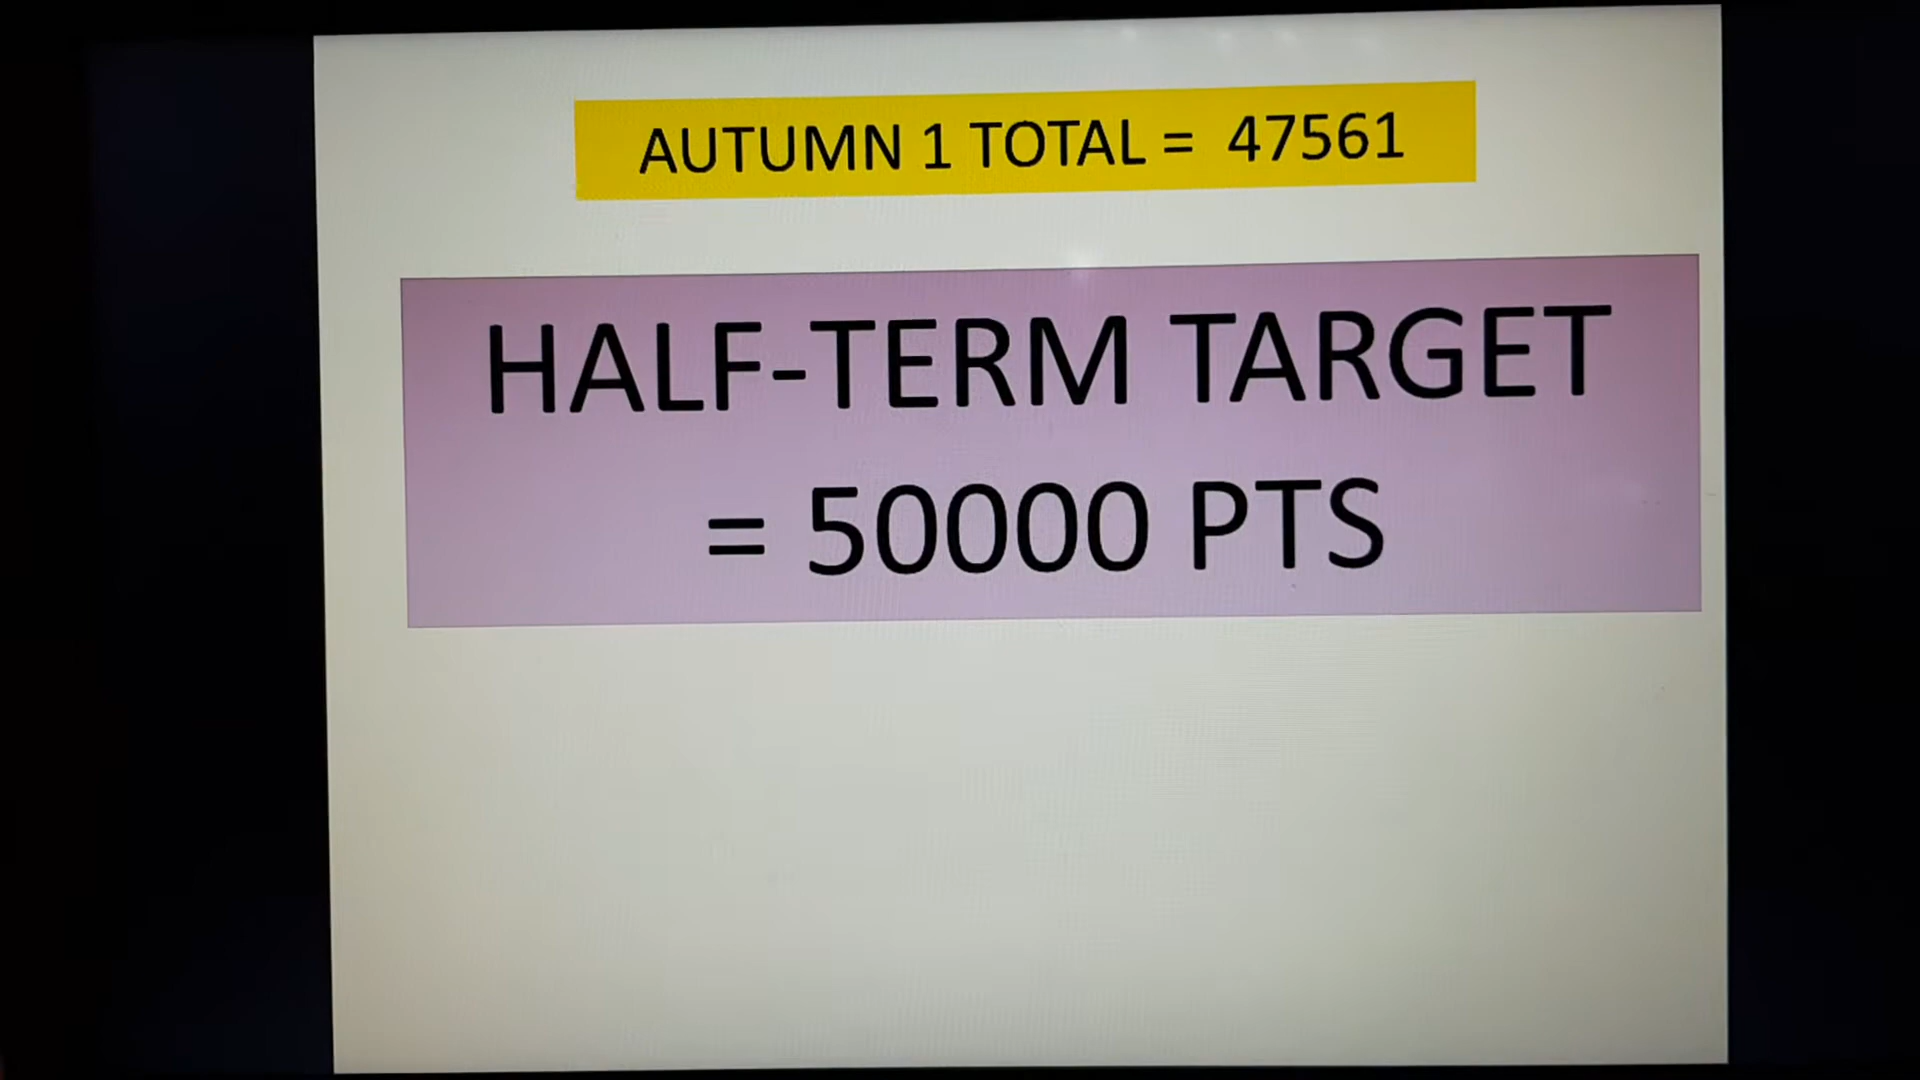 AUTUMN 1 TOTAL = 47561
HALF-TERM TARGET
= 50000 PTS